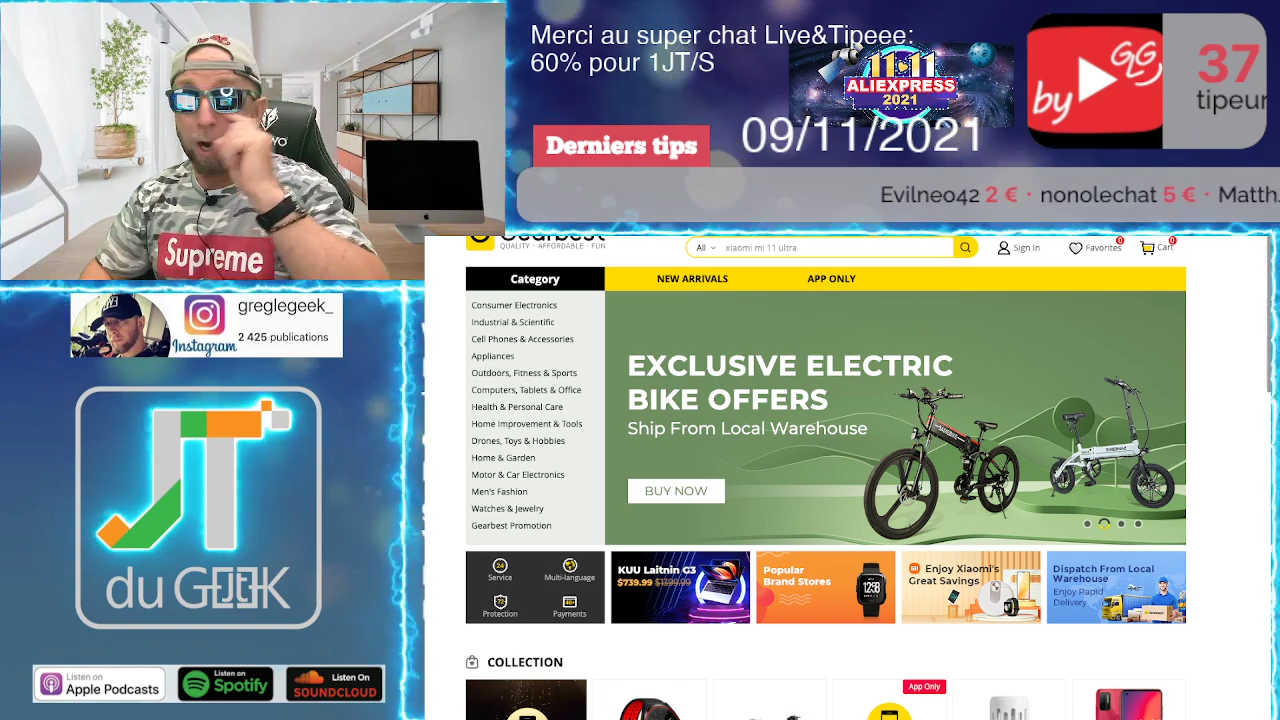 Merci au super chat Live&Tipeee:
60% pour 1JT/S
11·11
ALIEXPRESS
2021
by GLG
37
tipeur
Derniers tips
09/11/2021
Evilneo42 2 € · nonolechat 5 € · Matth.
Supreme
greglegeek_
Instagram
2 425 publications
JT
du GEEK
Listen on
Apple Podcasts
Listen on
Spotify
Listen On
SOUNDCLOUD
Gearbest
QUALITY · AFFORDABLE · FUN
All
xiaomi mi 11 ultra
Sign In
Favorites
0
Cart
0
Category
NEW ARRIVALS
APP ONLY
Consumer Electronics
Industrial & Scientific
Cell Phones & Accessories
Appliances
Outdoors, Fitness & Sports
Computers, Tablets & Office
Health & Personal Care
Home Improvement & Tools
Drones, Toys & Hobbies
Home & Garden
Motor & Car Electronics
Men's Fashion
Watches & Jewelry
Gearbest Promotion
EXCLUSIVE ELECTRIC
BIKE OFFERS
Ship From Local Warehouse
BUY NOW
24
Service
Multi-language
Protection
40+
Payments
KUU Laitnin G3
$739.99 $1399.99
Popular
Brand Stores
Enjoy Xiaomi's
Great Savings
Dispatch From Local
Warehouse
Enjoy Rapid
Delivery
COLLECTION
App Only